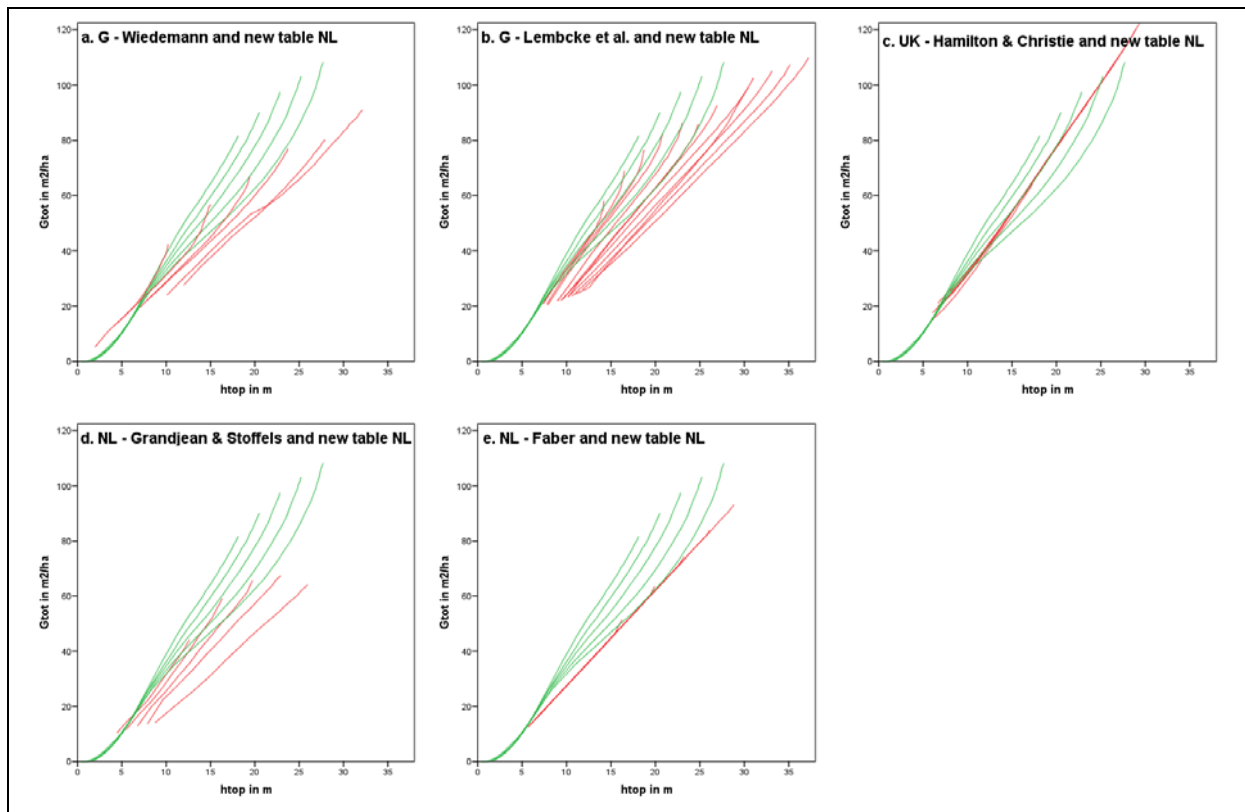 a. G - Wiedemann and new table NL
120
100
80
60
40
20
0
Gtot in m2/ha
0 5 10 15 20 25 30 35
htop in m
b. G - Lembcke et al. and new table NL
120
100
80
60
40
20
0
Gtot in m2/ha
0 5 10 15 20 25 30 35
htop in m
c. UK - Hamilton & Christie and new table NL
120
100
80
60
40
20
0
Gtot in m2/ha
0 5 10 15 20 25 30 35
htop in m
d. NL - Grandjean & Stoffels and new table NL
120
100
80
60
40
20
0
Gtot in m2/ha
0 5 10 15 20 25 30 35
htop in m
e. NL - Faber and new table NL
120
100
80
60
40
20
0
Gtot in m2/ha
0 5 10 15 20 25 30 35
htop in m